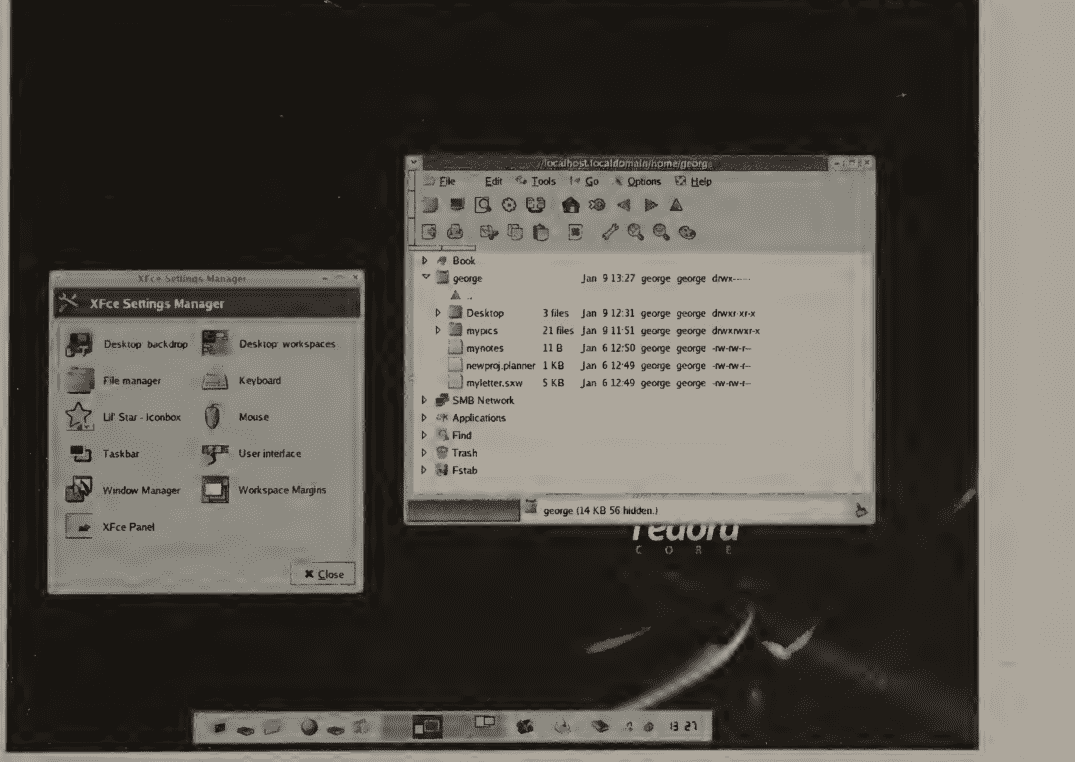 XFce Settings Manager
XFce Settings Manager
Desktop backdrop
Desktop workspaces
File manager
Keyboard
Lil' Star - Iconbox
Mouse
Taskbar
User interface
Window Manager
Workspace Margins
XFce Panel
Close
//localhost.localdomain/home/georg
File Edit Tools Go Options Help
Book
george Jan 9 13:27 george george drwx------
..
Desktop 3 files Jan 9 12:31 george george drwxr-xr-x
mypics 21 files Jan 9 11:51 george george drwxrwxr-x
mynotes 11 B Jan 6 12:50 george george -rw-rw-r--
newproj.planner 1 KB Jan 6 12:49 george george -rw-rw-r--
myletter.sxw 5 KB Jan 6 12:49 george george -rw-rw-r--
SMB Network
Applications
Find
Trash
Fstab
george (14 KB 56 hidden.)
fedora
CORE
13 27